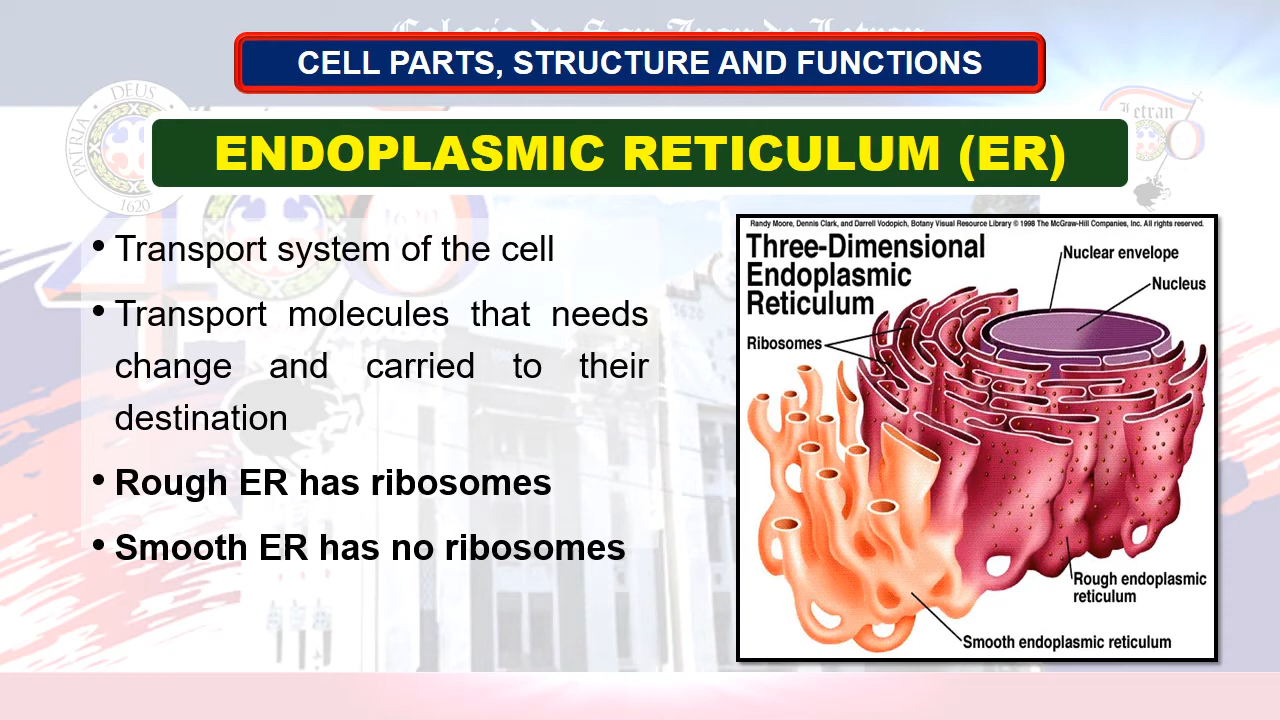 CELL PARTS, STRUCTURE AND FUNCTIONS
DEUS
PATRIA
1620
Letran
ENDOPLASMIC RETICULUM (ER)
1620
• Transport system of the cell
• Transport molecules that needs
change and carried to their
destination
• Rough ER has ribosomes
• Smooth ER has no ribosomes
Randy Moore, Dennis Clark, and Darrell Vodopich, Botany Visual Resource Library © 1998 The McGraw-Hill Companies, Inc. All rights reserved.
Three-Dimensional
Endoplasmic
Reticulum
Nuclear envelope
Nucleus
Ribosomes
Rough endoplasmic
reticulum
Smooth endoplasmic reticulum